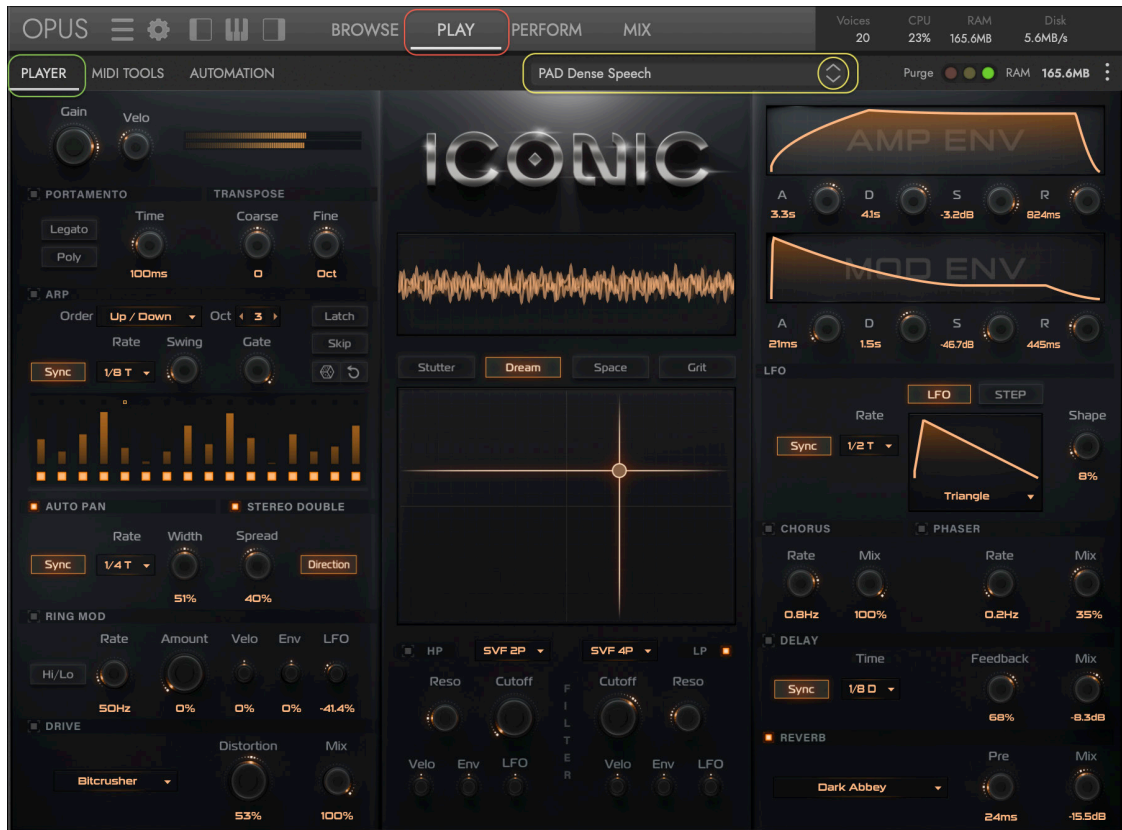 OPUS BROWSE PLAY PERFORM MIX
Voices CPU RAM Disk
20 23% 165.6MB 5.6MB/s
PLAYER MIDI TOOLS AUTOMATION PAD Dense Speech Purge RAM 165.6MB
Gain Velo
PORTAMENTO TRANSPOSE
Legato Time Coarse Fine
Poly
100ms 0 Oct
ARP
Order Up / Down Oct 3 Latch
Rate Swing Gate Skip
Sync 1/8 T
AUTO PAN STEREO DOUBLE
Rate Width Spread
Sync 1/4 T Direction
51% 40%
RING MOD
Rate Amount Velo Env LFO
Hi/Lo
50Hz 0% 0% 0% -41.4%
DRIVE
Distortion Mix
Bitcrusher
53% 100%
ICONIC
Stutter Dream Space Grit
HP SVF 2P SVF 4P LP
Reso Cutoff Cutoff Reso
FILTER
Velo Env LFO Velo Env LFO
AMP ENV
A D S R
3.3s 4.1s -3.2dB 824ms
MOD ENV
A D S R
21ms 1.5s -46.7dB 445ms
LFO
LFO STEP
Rate Shape
Sync 1/2 T
8%
Triangle
CHORUS PHASER
Rate Mix Rate Mix
0.8Hz 100% 0.2Hz 35%
DELAY
Time Feedback Mix
Sync 1/8 D
68% -8.3dB
REVERB
Pre Mix
Dark Abbey
24ms -15.5dB